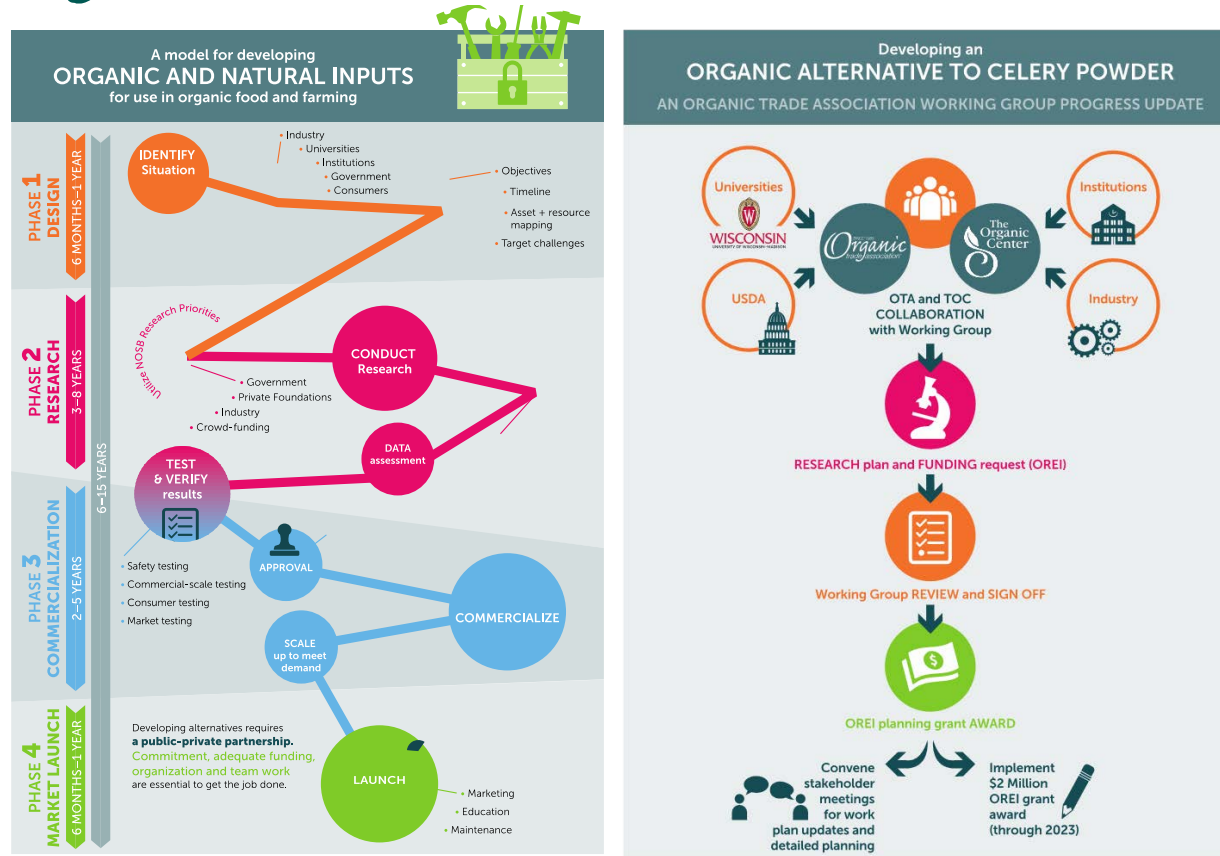 A model for developing
ORGANIC AND NATURAL INPUTS
for use in organic food and farming
PHASE 1
DESIGN
6 MONTHS–1 YEAR
6–15 YEARS
IDENTIFY
Situation
• Industry
• Universities
• Institutions
• Government
• Consumers
• Objectives
• Timeline
• Asset + resource
mapping
• Target challenges
PHASE 2
RESEARCH
3–8 YEARS
Utilize NOSB Research Priorities
CONDUCT
Research
• Government
• Private Foundations
• Industry
• Crowd-funding
DATA
assessment
TEST
& VERIFY
results
PHASE 3
COMMERCIALIZATION
2–5 YEARS
• Safety testing
• Commercial-scale testing
• Consumer testing
• Market testing
APPROVAL
COMMERCIALIZE
SCALE
up to meet
demand
PHASE 4
MARKET LAUNCH
6 MONTHS–1 YEAR
Developing alternatives requires
a public-private partnership.
Commitment, adequate funding,
organization and team work
are essential to get the job done.
LAUNCH
• Marketing
• Education
• Maintenance
Developing an
ORGANIC ALTERNATIVE TO CELERY POWDER
AN ORGANIC TRADE ASSOCIATION WORKING GROUP PROGRESS UPDATE
Universities
WISCONSIN
UNIVERSITY OF WISCONSIN–MADISON
Organic
trade association
The
Organic
Center
Institutions
USDA
Industry
OTA and TOC
COLLABORATION
with Working Group
RESEARCH plan and FUNDING request (OREI)
Working Group REVIEW and SIGN OFF
$
OREI planning grant AWARD
Convene
stakeholder
meetings
for work
plan updates and
detailed planning
Implement
$2 Million
OREI grant
award
(through 2023)